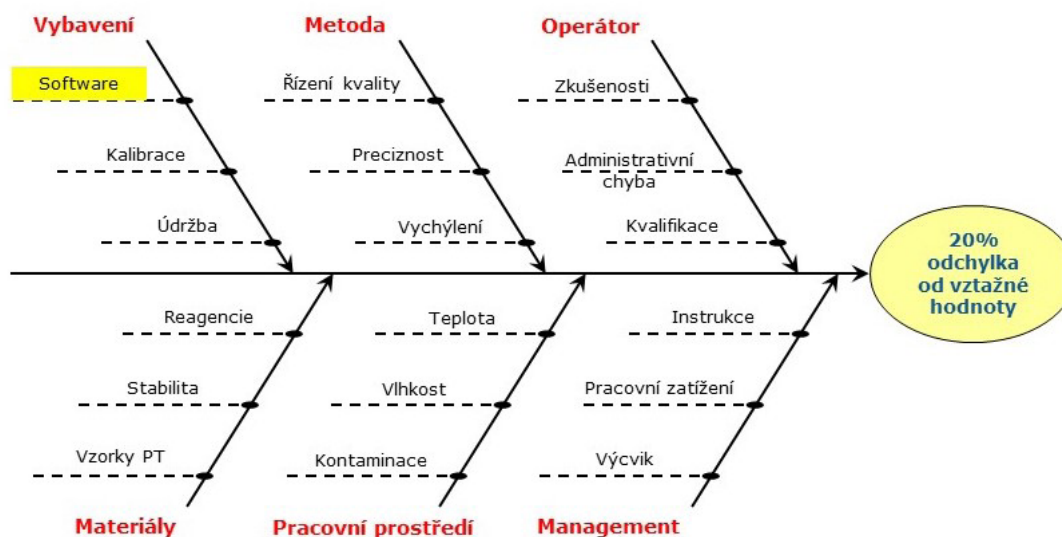 Vybavení
Metoda
Operátor
Software
Řízení kvality
Zkušenosti
Kalibrace
Preciznost
Administrativní
chyba
Údržba
Vychýlení
Kvalifikace
20%
odchylka
od vztažné
hodnoty
Reagencie
Teplota
Instrukce
Stabilita
Vlhkost
Pracovní zatížení
Vzorky PT
Kontaminace
Výcvik
Materiály
Pracovní prostředí
Management